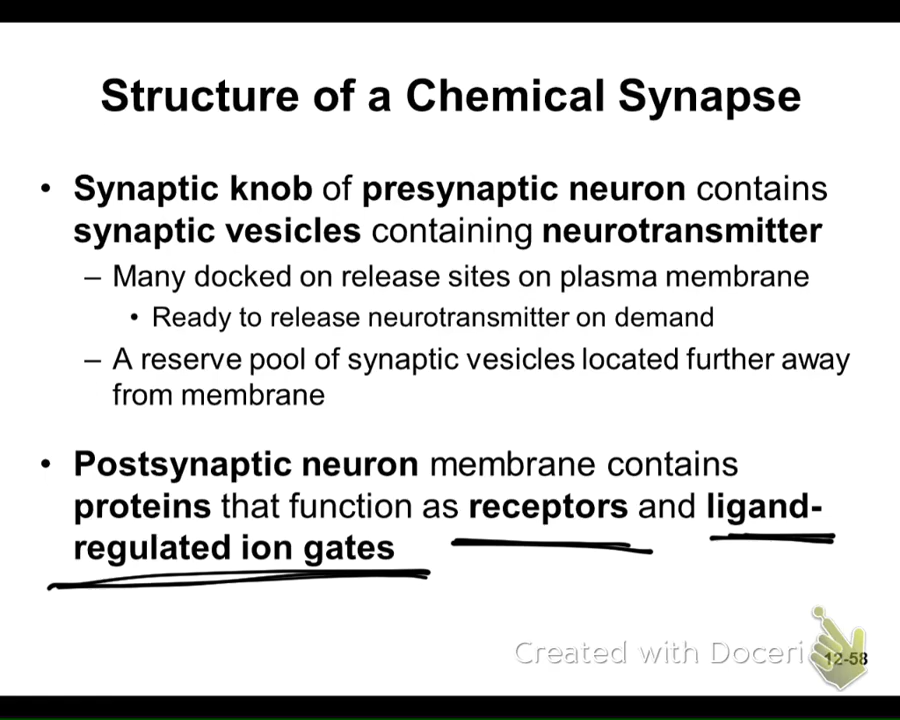 Structure of a Chemical Synapse
• Synaptic knob of presynaptic neuron contains
synaptic vesicles containing neurotransmitter
– Many docked on release sites on plasma membrane
• Ready to release neurotransmitter on demand
– A reserve pool of synaptic vesicles located further away
from membrane
• Postsynaptic neuron membrane contains
proteins that function as receptors and ligand-
regulated ion gates
Created with Doceri
12-58